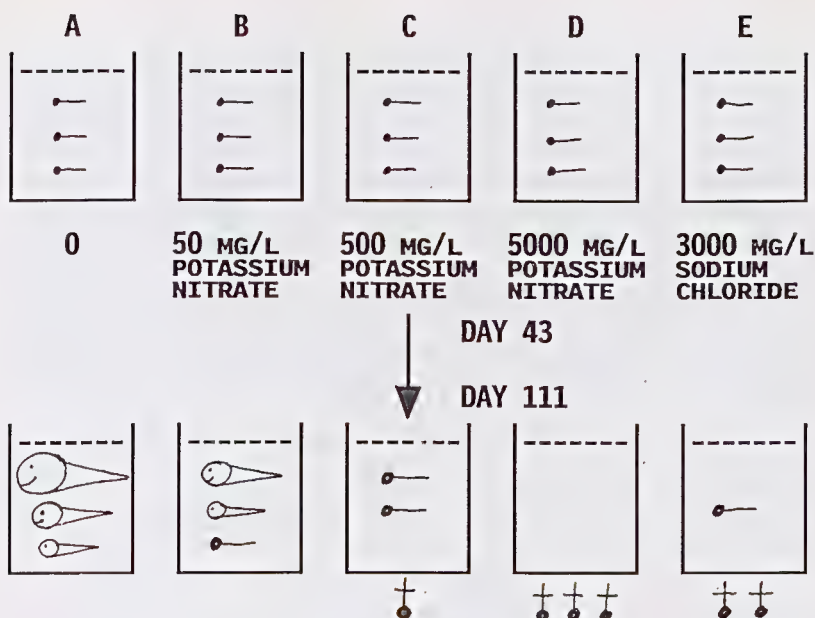 A B C D E
0 50 MG/L 500 MG/L 5000 MG/L 3000 MG/L
POTASSIUM POTASSIUM POTASSIUM SODIUM
NITRATE NITRATE NITRATE CHLORIDE
DAY 43
DAY 111